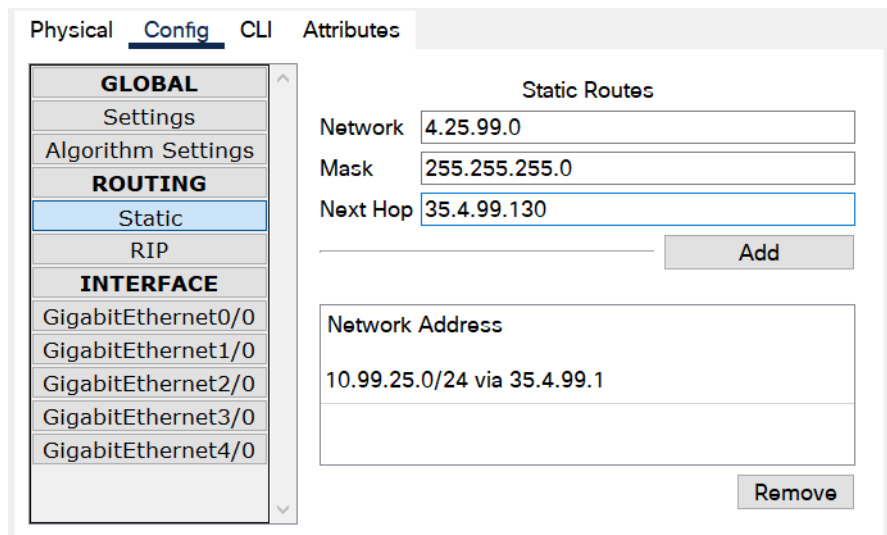 Physical Config CLI Attributes
GLOBAL
Settings
Algorithm Settings
ROUTING
Static
RIP
INTERFACE
GigabitEthernet0/0
GigabitEthernet1/0
GigabitEthernet2/0
GigabitEthernet3/0
GigabitEthernet4/0
Static Routes
Network 4.25.99.0
Mask 255.255.255.0
Next Hop 35.4.99.130
Add
Network Address
10.99.25.0/24 via 35.4.99.1
Remove